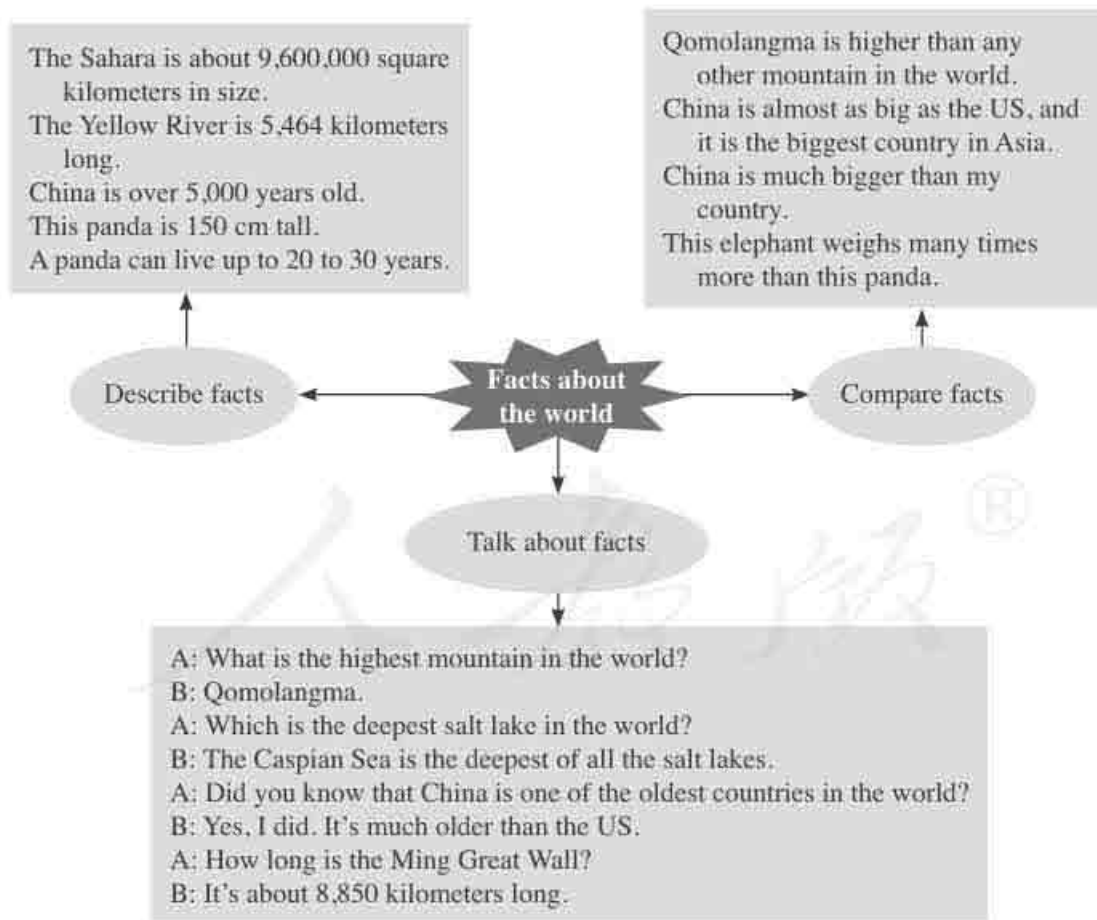 The Sahara is about 9,600,000 square
kilometers in size.
The Yellow River is 5,464 kilometers
long.
China is over 5,000 years old.
This panda is 150 cm tall.
A panda can live up to 20 to 30 years.
Qomolangma is higher than any
other mountain in the world.
China is almost as big as the US, and
it is the biggest country in Asia.
China is much bigger than my
country.
This elephant weighs many times
more than this panda.
Describe facts
Facts about
the world
Compare facts
Talk about facts
人教版®
A: What is the highest mountain in the world?
B: Qomolangma.
A: Which is the deepest salt lake in the world?
B: The Caspian Sea is the deepest of all the salt lakes.
A: Did you know that China is one of the oldest countries in the world?
B: Yes, I did. It's much older than the US.
A: How long is the Ming Great Wall?
B: It's about 8,850 kilometers long.